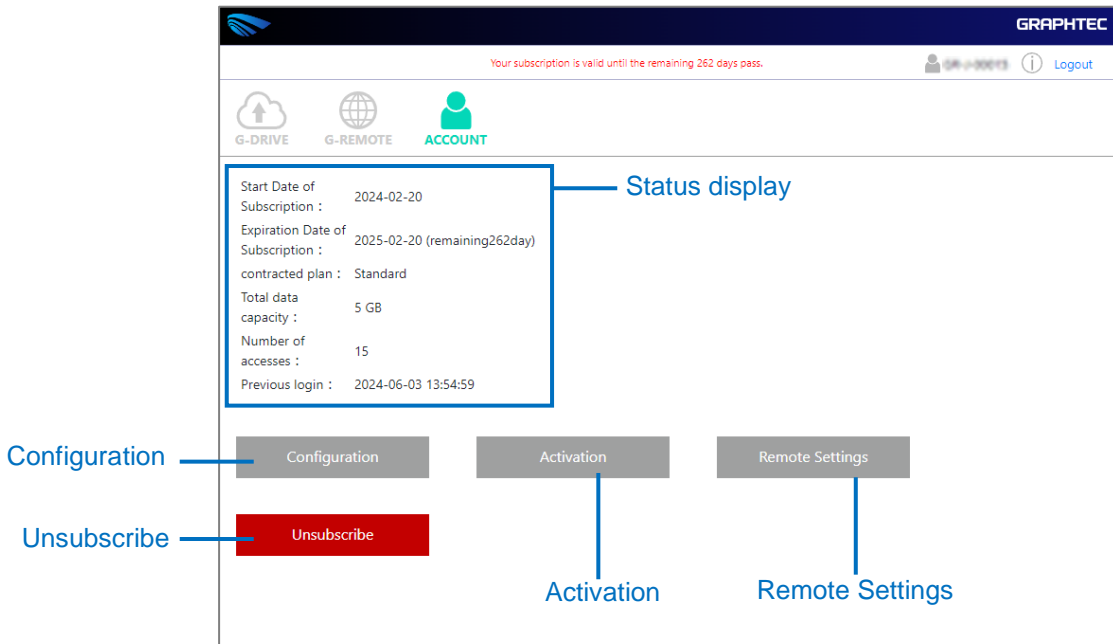 GRAPHTEC
Your subscription is valid until the remaining 262 days pass.
Logout
G-DRIVE
G-REMOTE
ACCOUNT
Start Date of
Subscription : 2024-02-20
Expiration Date of
Subscription : 2025-02-20 (remaining262day)
contracted plan : Standard
Total data
capacity : 5 GB
Number of
accesses : 15
Previous login : 2024-06-03 13:54:59
Status display
Configuration
Configuration
Activation
Remote Settings
Unsubscribe
Unsubscribe
Activation
Remote Settings